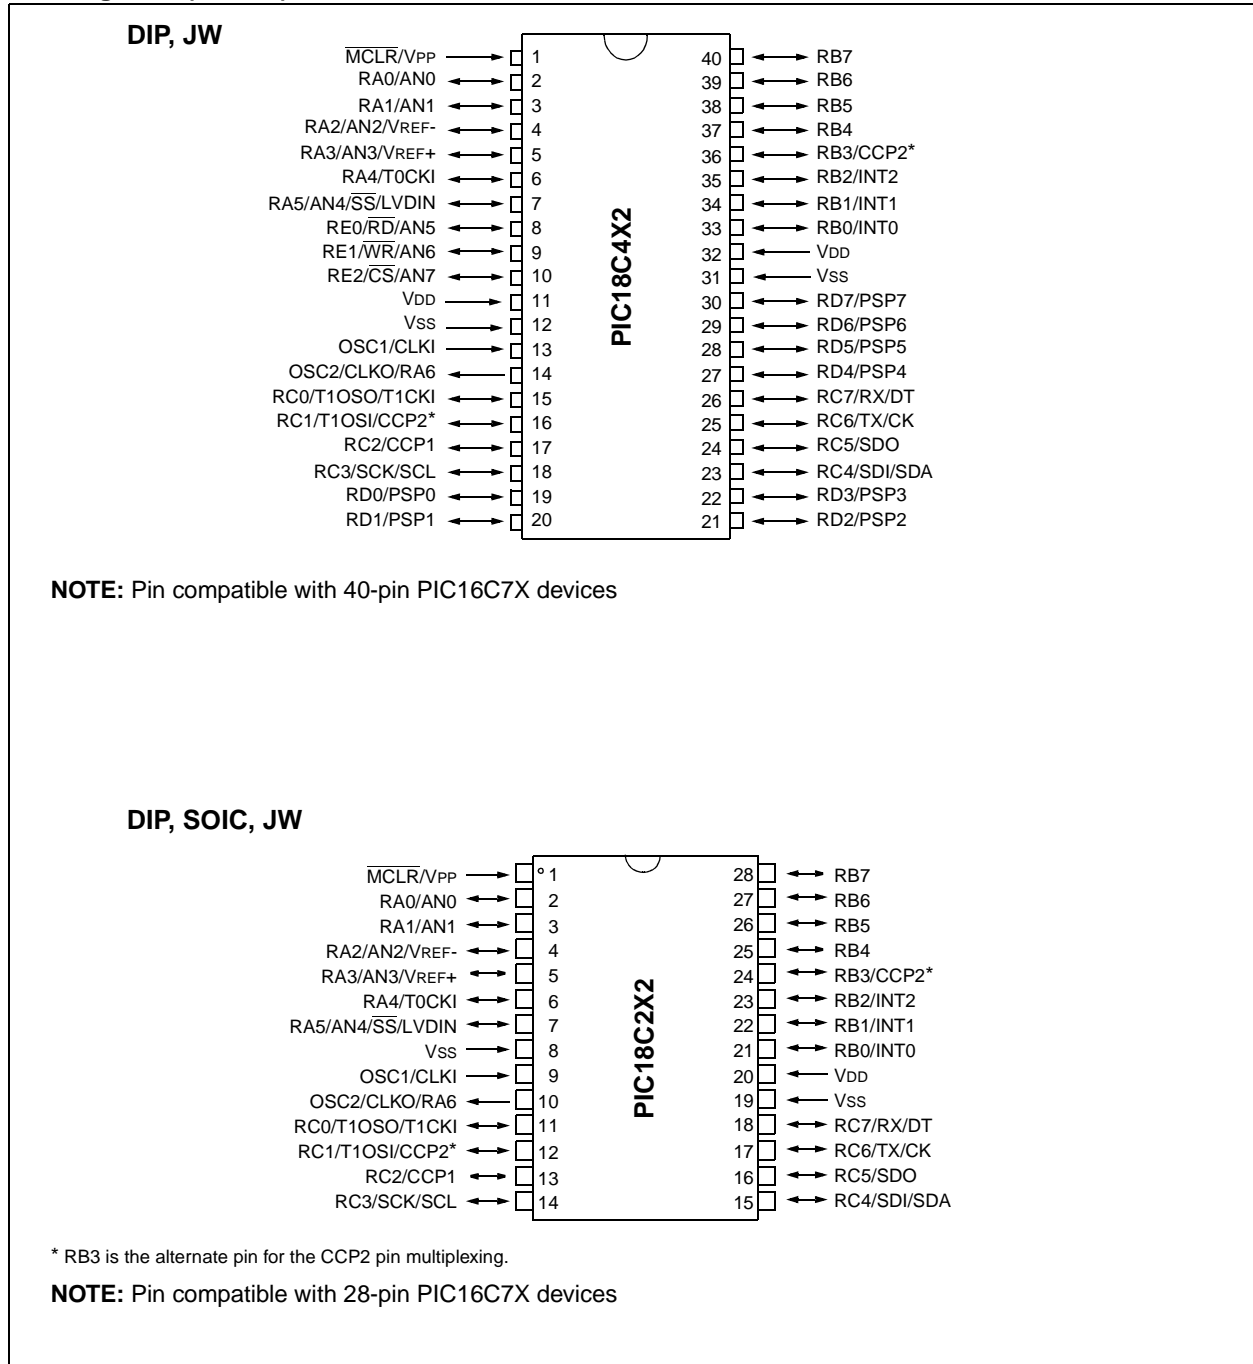 DIP, JW
MCLR/VPP 1 40 RB7
RA0/AN0 2 39 RB6
RA1/AN1 3 38 RB5
RA2/AN2/VREF- 4 37 RB4
RA3/AN3/VREF+ 5 36 RB3/CCP2*
RA4/T0CKI 6 35 RB2/INT2
RA5/AN4/SS/LVDIN 7 34 RB1/INT1
RE0/RD/AN5 8 33 RB0/INT0
RE1/WR/AN6 9 32 VDD
RE2/CS/AN7 10 31 VSS
VDD 11 30 RD7/PSP7
VSS 12 29 RD6/PSP6
OSC1/CLKI 13 28 RD5/PSP5
OSC2/CLKO/RA6 14 27 RD4/PSP4
RC0/T1OSO/T1CKI 15 26 RC7/RX/DT
RC1/T1OSI/CCP2* 16 25 RC6/TX/CK
RC2/CCP1 17 24 RC5/SDO
RC3/SCK/SCL 18 23 RC4/SDI/SDA
RD0/PSP0 19 22 RD3/PSP3
RD1/PSP1 20 21 RD2/PSP2
PIC18C4X2
NOTE: Pin compatible with 40-pin PIC16C7X devices
DIP, SOIC, JW
MCLR/VPP 1 28 RB7
RA0/AN0 2 27 RB6
RA1/AN1 3 26 RB5
RA2/AN2/VREF- 4 25 RB4
RA3/AN3/VREF+ 5 24 RB3/CCP2*
RA4/T0CKI 6 23 RB2/INT2
RA5/AN4/SS/LVDIN 7 22 RB1/INT1
VSS 8 21 RB0/INT0
OSC1/CLKI 9 20 VDD
OSC2/CLKO/RA6 10 19 VSS
RC0/T1OSO/T1CKI 11 18 RC7/RX/DT
RC1/T1OSI/CCP2* 12 17 RC6/TX/CK
RC2/CCP1 13 16 RC5/SDO
RC3/SCK/SCL 14 15 RC4/SDI/SDA
PIC18C2X2
* RB3 is the alternate pin for the CCP2 pin multiplexing.
NOTE: Pin compatible with 28-pin PIC16C7X devices